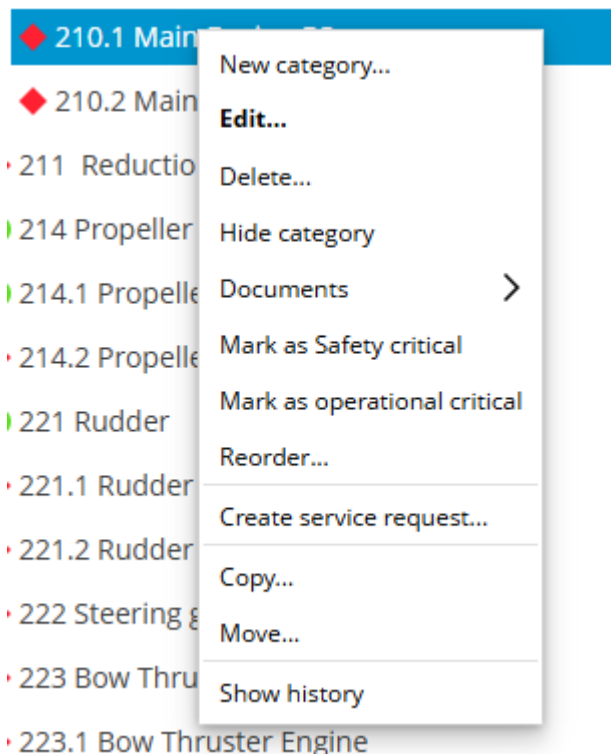 210.1 Main
New category...
210.2 Main
Edit...
211 Reductio
Delete...
214 Propeller
Hide category
214.1 Propelle
Documents
214.2 Propelle
Mark as Safety critical
Mark as operational critical
221 Rudder
Reorder...
221.1 Rudder
Create service request...
221.2 Rudder
Copy...
222 Steering g
Move...
223 Bow Thru
Show history
223.1 Bow Thruster Engine